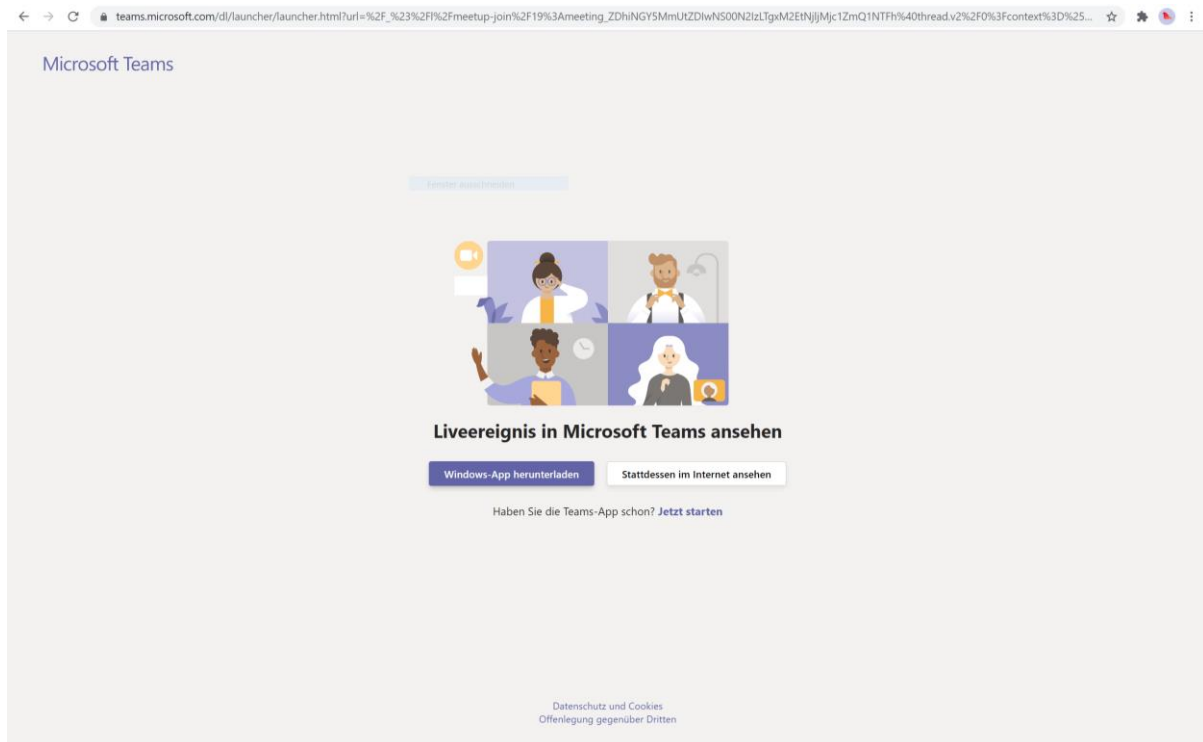 teams.microsoft.com/dl/launcher/launcher.html?url=%2F_%23%2Fl%2Fmeetup-join%2F19%3Ameeting_ZDhiNGY5MmUtZDIwNS00N2IzLTgxM2EtNjljMjc1ZmQ1NTFh%40thread.v2%2F0%3Fcontext%3D%25...
Microsoft Teams
Fenster ausschneiden
Liveereignis in Microsoft Teams ansehen
Windows-App herunterladen
Stattdessen im Internet ansehen
Haben Sie die Teams-App schon? Jetzt starten
Datenschutz und Cookies
Offenlegung gegenüber Dritten